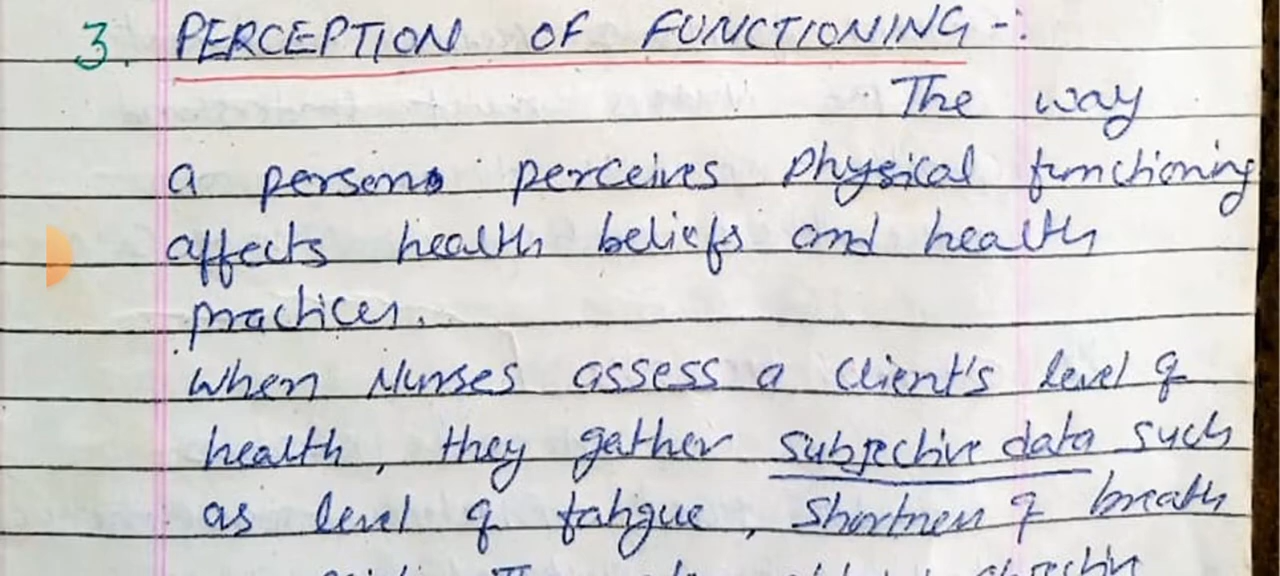 3. PERCEPTION OF FUNCTIONING -:
The way
a person perceives physical functioning
affects health beliefs and health
practices.
When Nurses assess a client's level of
health, they gather subjective data such
as level of fatigue, shortness of breath